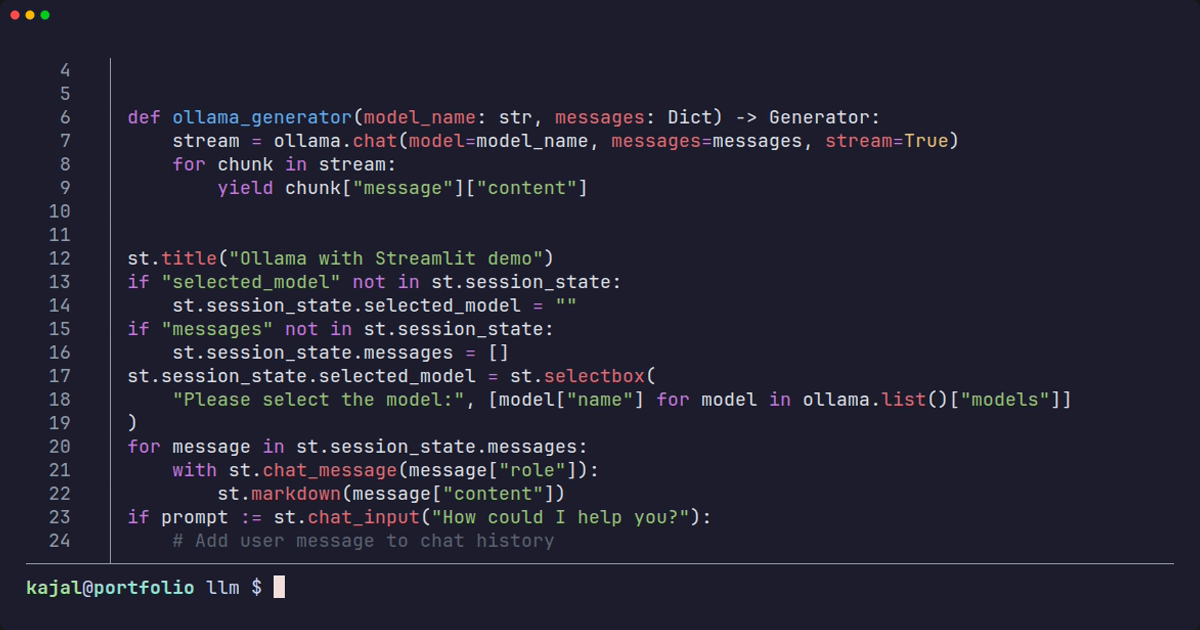 4
5
6 def ollama_generator(model_name: str, messages: Dict) -> Generator:
7     stream = ollama.chat(model=model_name, messages=messages, stream=True)
8     for chunk in stream:
9         yield chunk["message"]["content"]
10
11
12 st.title("Ollama with Streamlit demo")
13 if "selected_model" not in st.session_state:
14     st.session_state.selected_model = ""
15 if "messages" not in st.session_state:
16     st.session_state.messages = []
17 st.session_state.selected_model = st.selectbox(
18     "Please select the model:", [model["name"] for model in ollama.list()["models"]]
19 )
20 for message in st.session_state.messages:
21     with st.chat_message(message["role"]):
22         st.markdown(message["content"])
23 if prompt := st.chat_input("How could I help you?"):
24     # Add user message to chat history
kajal@portfolio llm $